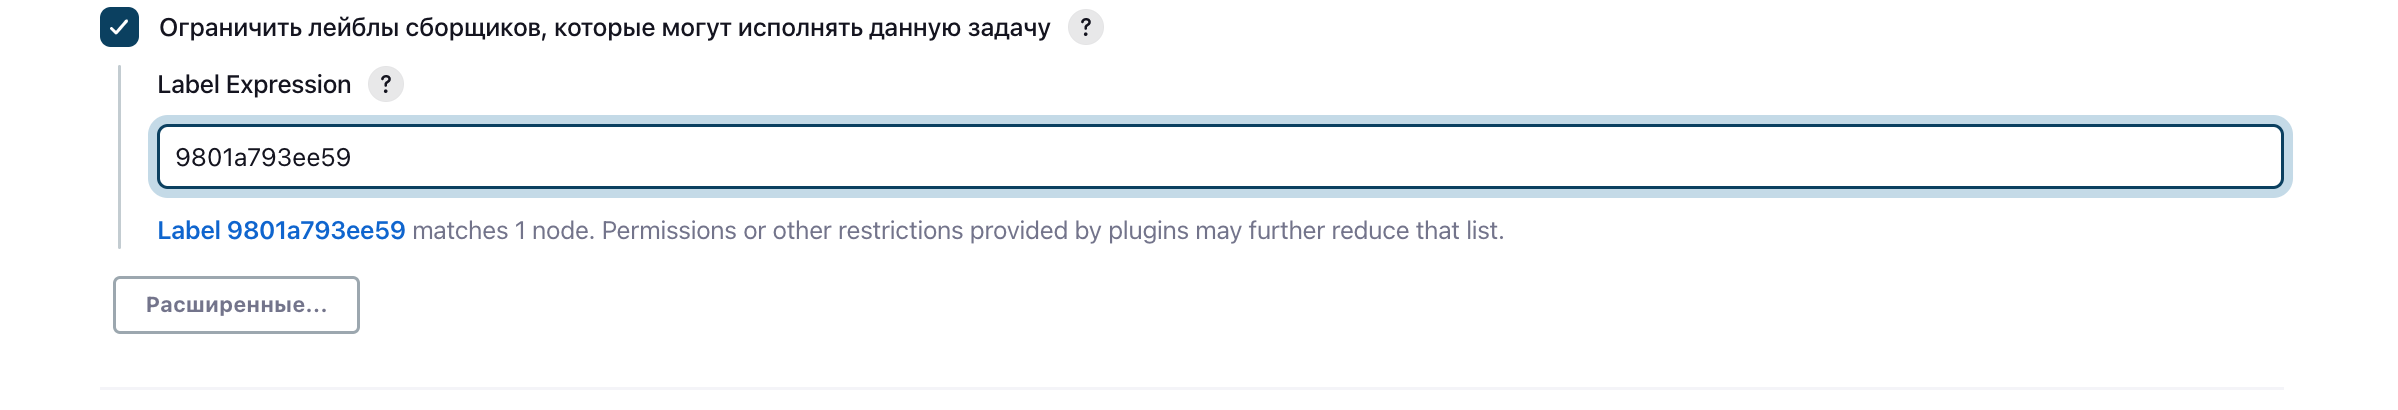 Ограничить лейблы сборщиков, которые могут исполнять данную задачу ?
Label Expression ?
9801a793ee59
Label 9801a793ee59 matches 1 node. Permissions or other restrictions provided by plugins may further reduce that list.
Расширенные...